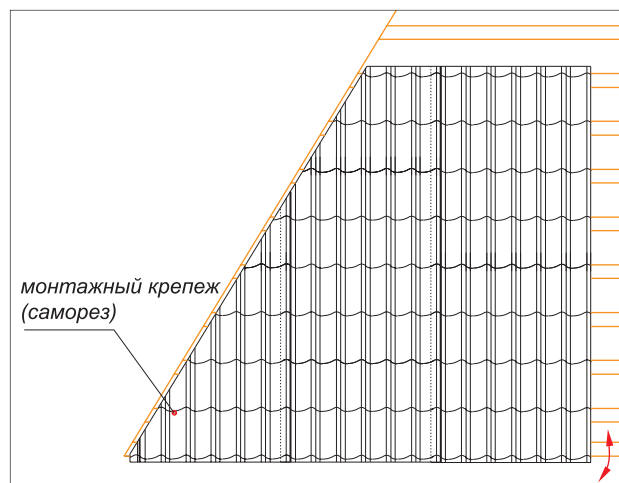 монтажный крепеж
(саморез)